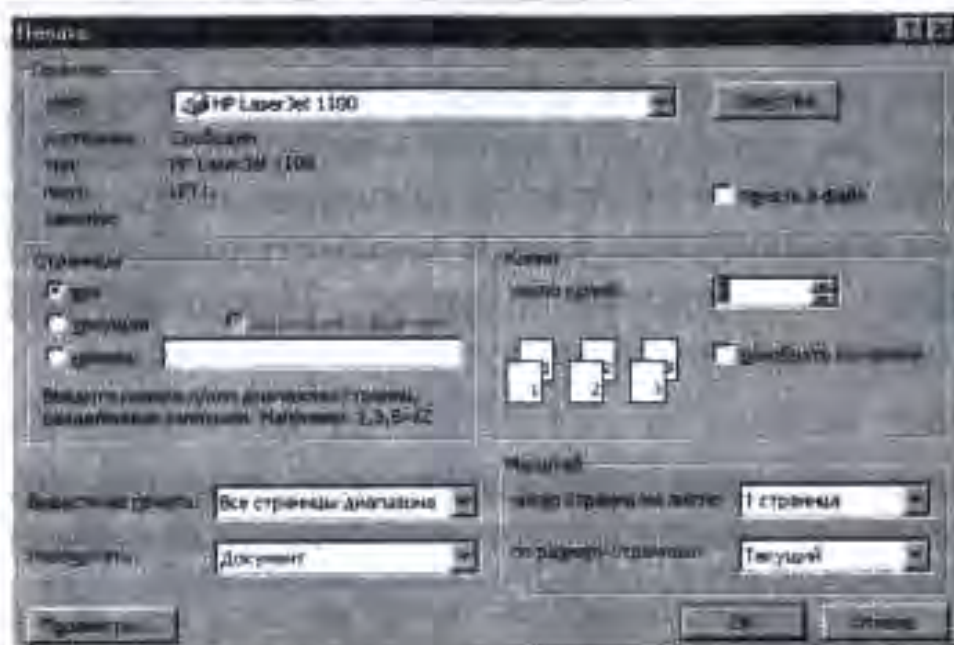 Печать
Принтер
имя: HP LaserJet 1100 Свойства
состояние: Свободен
тип: HP LaserJet 1100
порт: LPT1:
заметки: печать в файл
Страницы
все
текущая
номера:
Введите номера и/или диапазоны страниц,
разделенные запятыми. Например: 1,3,5-12
Копии
число копий:
1 2 3
разобрать по копиям
Вывести на печать: Все страницы диапазона
Напечатать: Документ
Масштаб
число страниц на листе: 1 страница
по размеру страницы: Текущий
Параметры... ОК Отмена